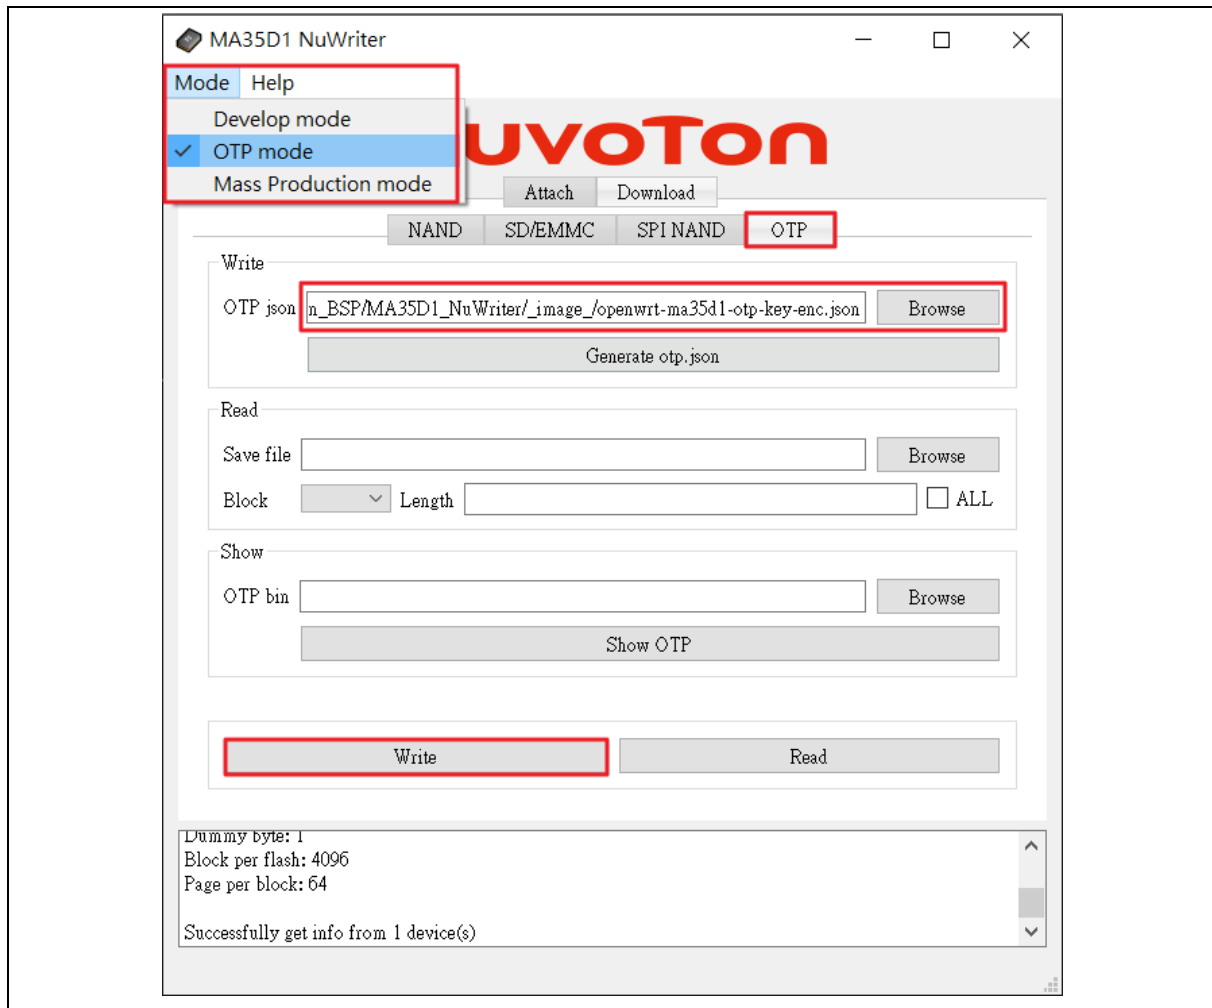 MA35D1 NuWriter
Mode Help
Develop mode
OTP mode
Mass Production mode
uvoTon
Attach Download
NAND SD/EMMC SPI NAND OTP
Write
OTP json n_BSP/MA35D1_NuWriter/_image_/openwrt-ma35d1-otp-key-enc.json Browse
Generate otp.json
Read
Save file Browse
Block Length ALL
Show
OTP bin Browse
Show OTP
Write Read
Dummy byte: 1
Block per flash: 4096
Page per block: 64
Successfully get info from 1 device(s)